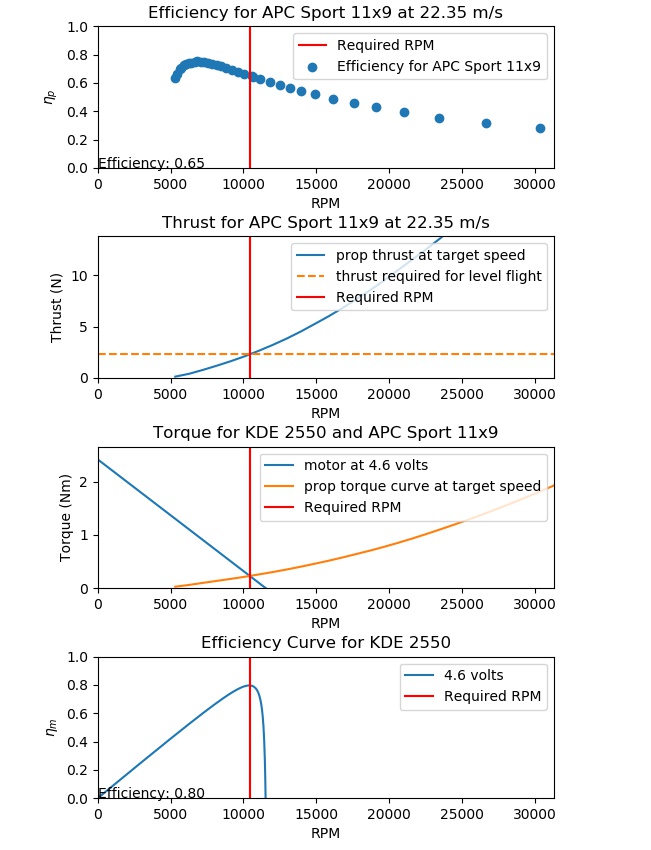 Efficiency for APC Sport 11x9 at 22.35 m/s
1.0
0.8
0.6
0.4
0.2
0.0
ηp
Required RPM
Efficiency for APC Sport 11x9
Efficiency: 0.65
0 5000 10000 15000 20000 25000 30000
RPM
Thrust for APC Sport 11x9 at 22.35 m/s
10
5
0
Thrust (N)
prop thrust at target speed
thrust required for level flight
Required RPM
0 5000 10000 15000 20000 25000 30000
RPM
Torque for KDE 2550 and APC Sport 11x9
2
1
0
Torque (Nm)
motor at 4.6 volts
prop torque curve at target speed
Required RPM
0 5000 10000 15000 20000 25000 30000
RPM
Efficiency Curve for KDE 2550
1.0
0.8
0.6
0.4
0.2
0.0
ηm
4.6 volts
Required RPM
Efficiency: 0.80
0 5000 10000 15000 20000 25000 30000
RPM